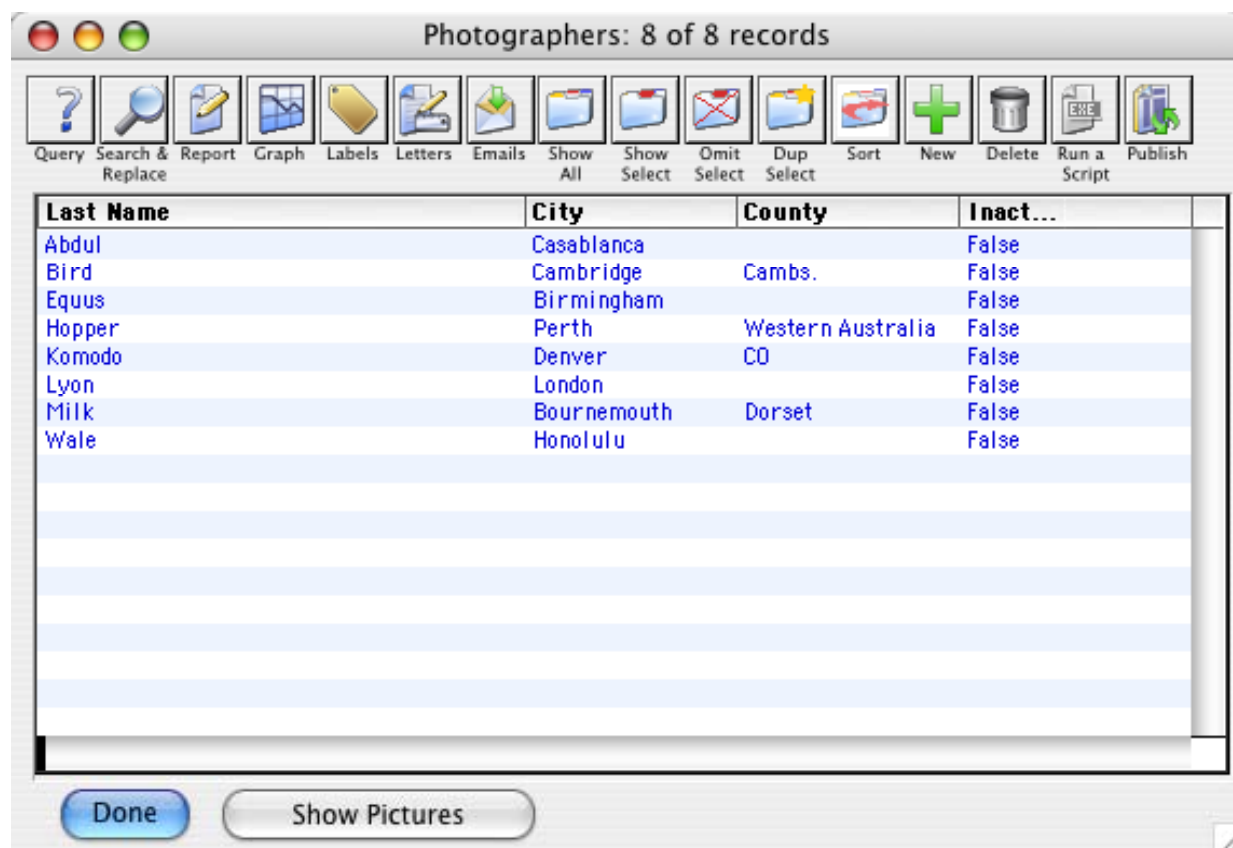 Photographers: 8 of 8 records
Query Search & Replace Report Graph Labels Letters Emails Show All Show Select Omit Select Dup Select Sort New Delete Run a Script Publish
Last Name City County Inact...
Abdul Casablanca False
Bird Cambridge Cambs. False
Equus Birmingham False
Hopper Perth Western Australia False
Komodo Denver CO False
Lyon London False
Milk Bournemouth Dorset False
Wale Honolulu False
Done Show Pictures